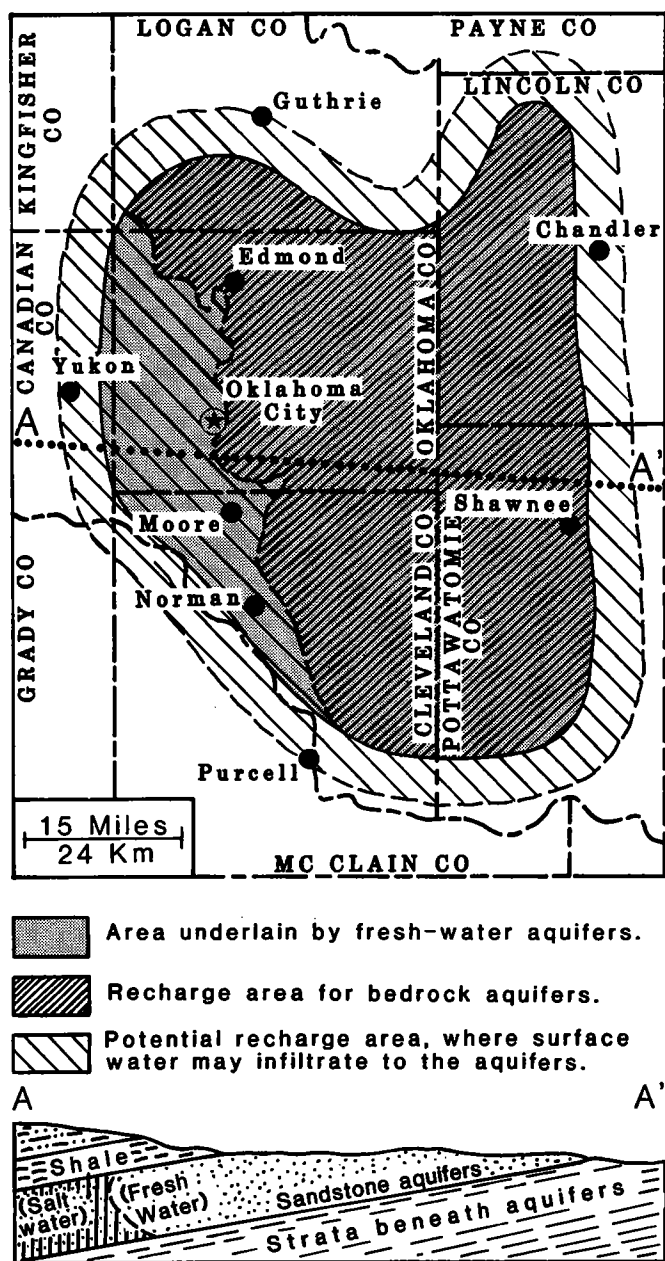 LOGAN CO
PAYNE CO
KINGFISHER
CO
LINCOLN CO
Guthrie
Chandler
CANADIAN
CO
Edmond
OKLAHOMA CO
Yukon
Oklahoma
City
A
A'
Shawnee
Moore
Norman
GRADY CO
CLEVELAND CO
POTTAWATOMIE
CO
Purcell
15 Miles
24 Km
MC CLAIN CO
Area underlain by fresh-water aquifers.
Recharge area for bedrock aquifers.
Potential recharge area, where surface
water may infiltrate to the aquifers.
A
A'
Shale
(Salt
water)
(Fresh
Water)
Sandstone aquifers
Strata beneath aquifers